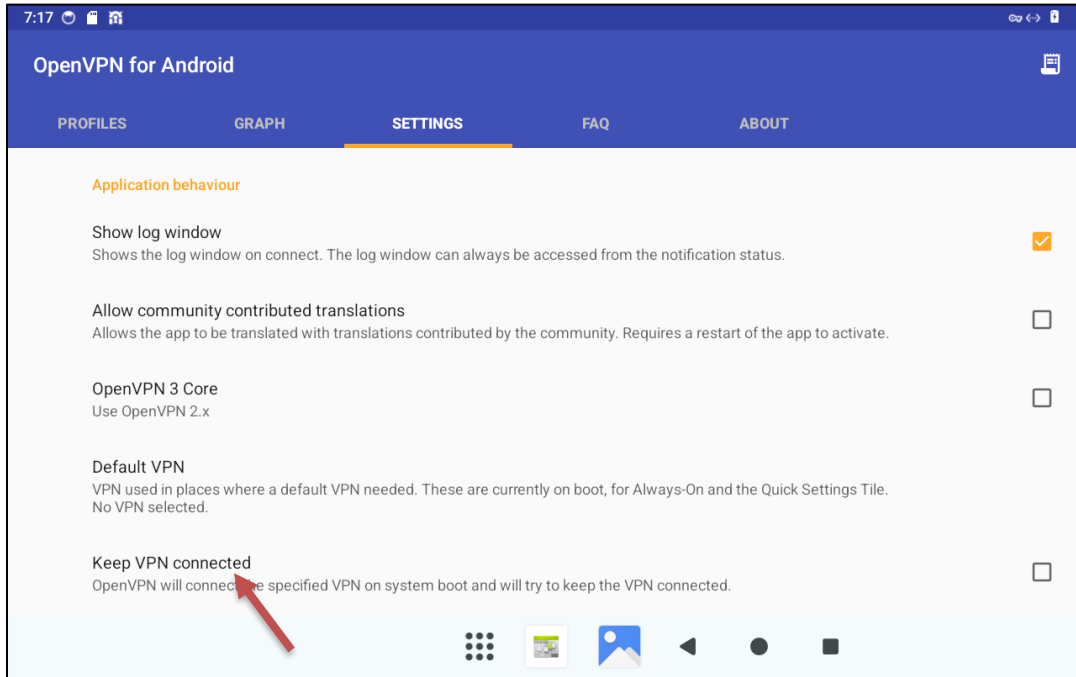 7:17
OpenVPN for Android
PROFILES GRAPH SETTINGS FAQ ABOUT
Application behaviour
Show log window
Shows the log window on connect. The log window can always be accessed from the notification status.
Allow community contributed translations
Allows the app to be translated with translations contributed by the community. Requires a restart of the app to activate.
OpenVPN 3 Core
Use OpenVPN 2.x
Default VPN
VPN used in places where a default VPN needed. These are currently on boot, for Always-On and the Quick Settings Tile.
No VPN selected.
Keep VPN connected
OpenVPN will connect specified VPN on system boot and will try to keep the VPN connected.